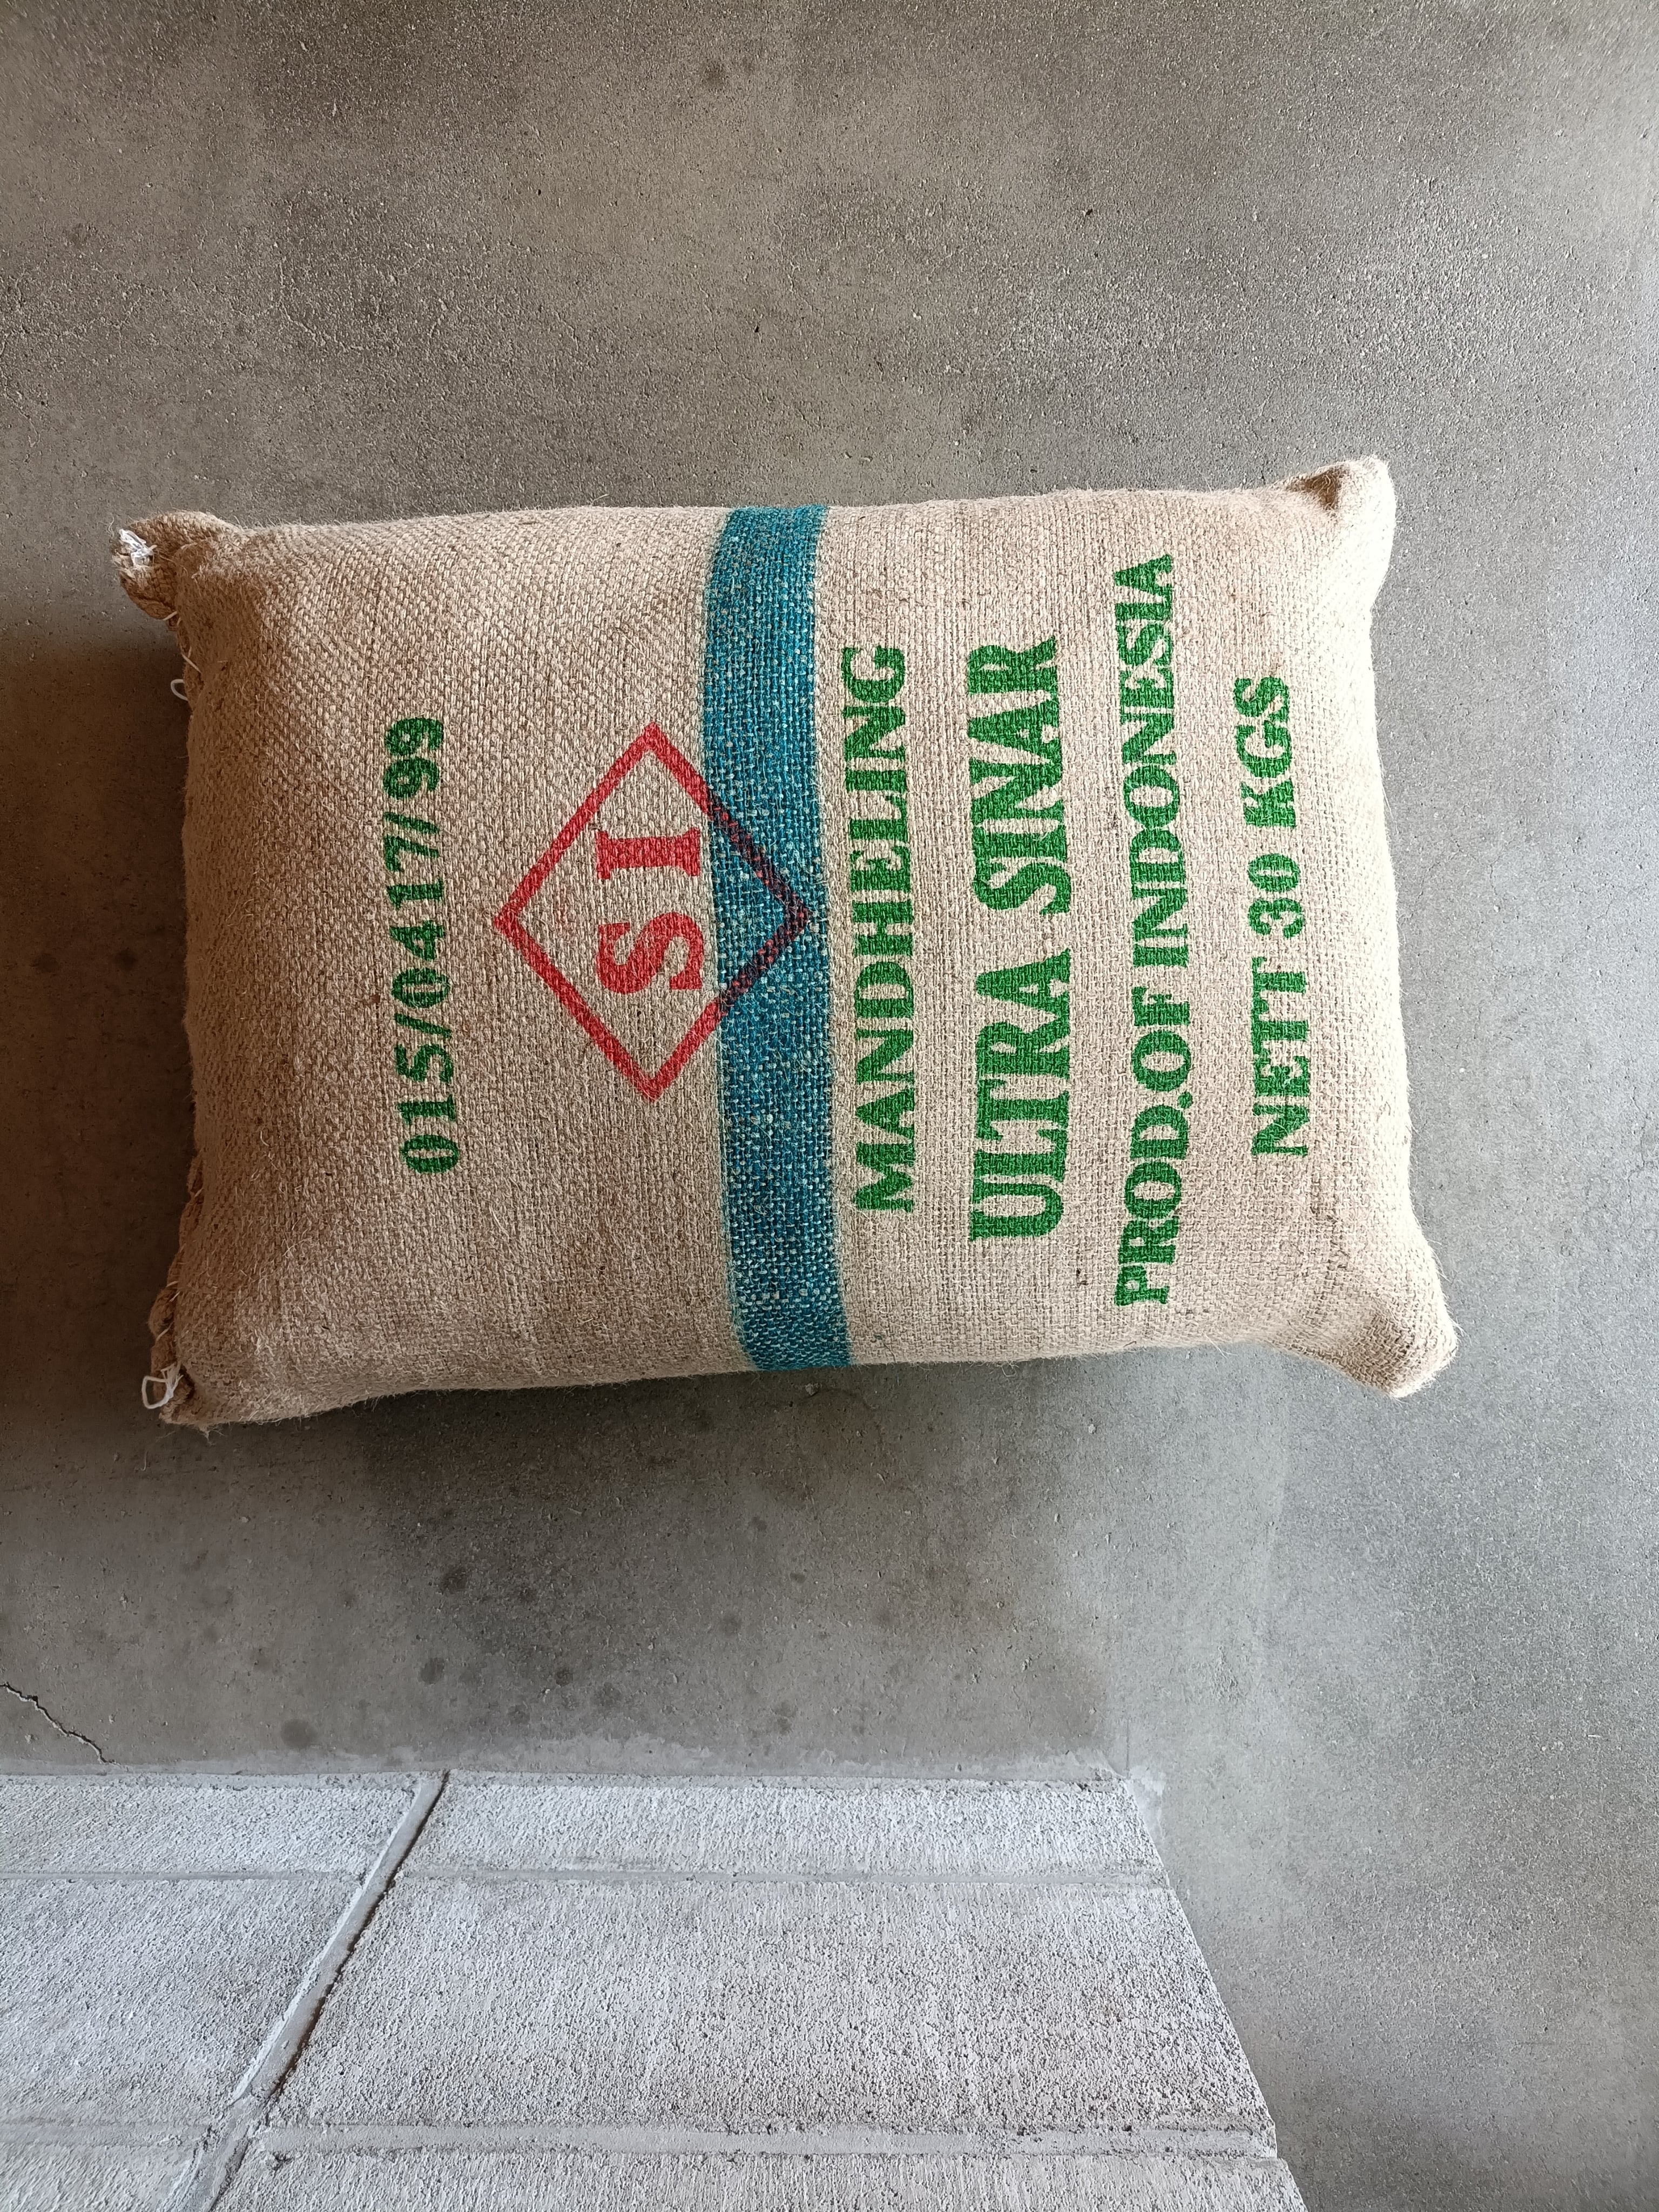 015/0417/99
SI
MANDHELING
ULTRA SINAR
PROD.OF INDONESIA
NETT 30 KGS